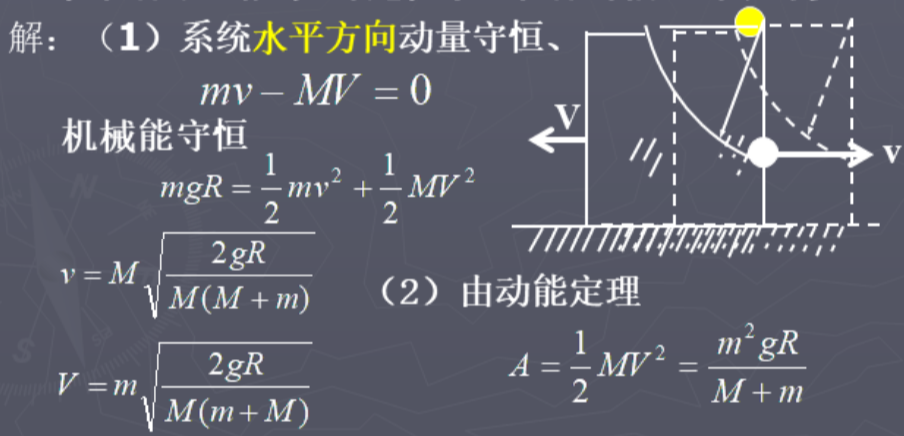 解：（1）系统水平方向动量守恒、
mv − MV = 0
机械能守恒
mgR = \frac{1}{2}mv^2 + \frac{1}{2}MV^2
v = M\sqrt{\frac{2gR}{M(M+m)}}
V = m\sqrt{\frac{2gR}{M(m+M)}}
（2）由动能定理
A = \frac{1}{2}MV^2 = \frac{m^2gR}{M+m}
V
v